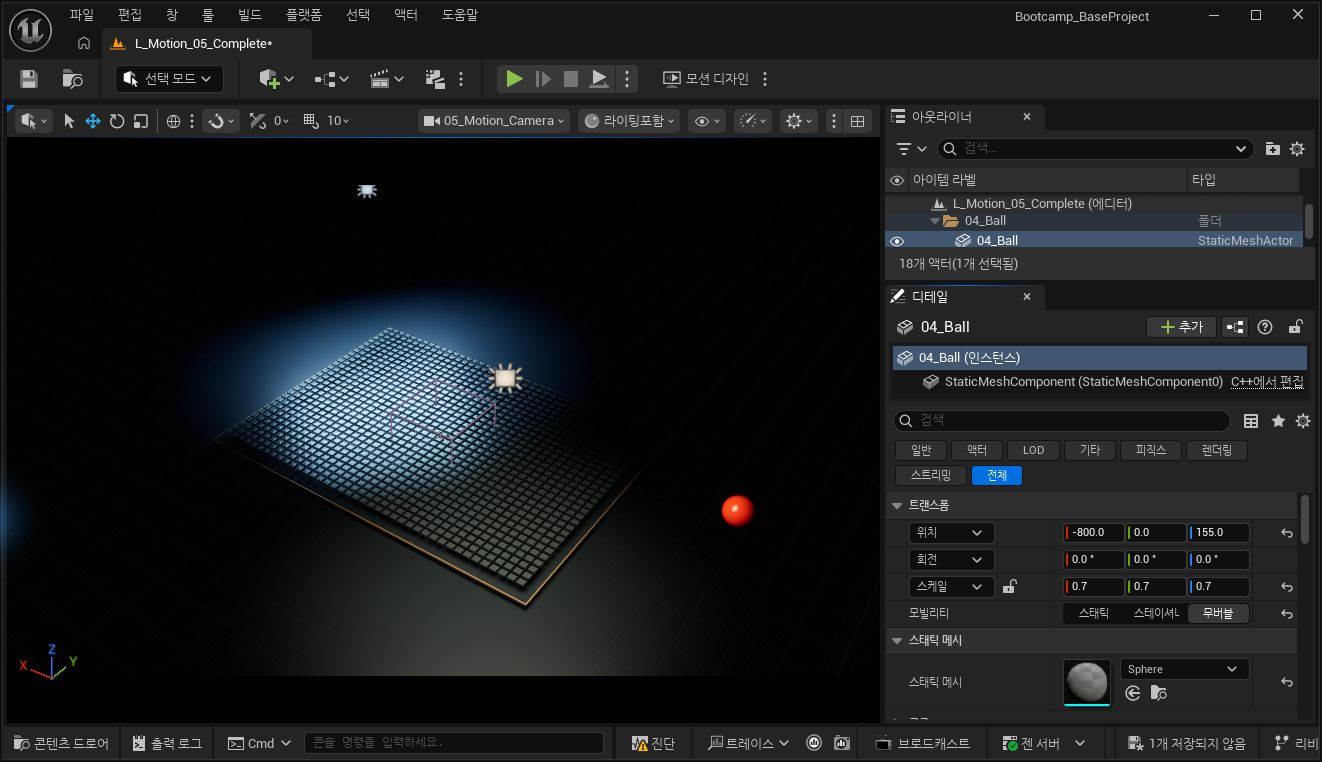 파일 편집 창 툴 빌드 플랫폼 선택 액터 도움말 Bootcamp_BaseProject
L_Motion_05_Complete*
선택 모드 모션 디자인
0 10 05_Motion_Camera 라이팅포함
아웃라이너
검색...
아이템 라벨 타입
L_Motion_05_Complete (에디터)
04_Ball 폴더
04_Ball StaticMeshActor
18개 액터(1개 선택됨)
디테일
04_Ball 추가
04_Ball (인스턴스)
StaticMeshComponent (StaticMeshComponent0) C++에서 편집
검색
일반 액터 LOD 기타 피직스 렌더링
스트리밍 전체
트랜스폼
위치 -800.0 0.0 155.0
회전 0.0 ° 0.0 ° 0.0 °
스케일 0.7 0.7 0.7
모빌리티 스태틱 무버블
스태틱 메시
스태틱 메시 Sphere
X Y Z
콘텐츠 드로어 출력 로그 Cmd 콘솔 명령을 입력하세요. 진단 트레이스 브로드캐스트 젠 서버 1개 저장되지 않음 리비